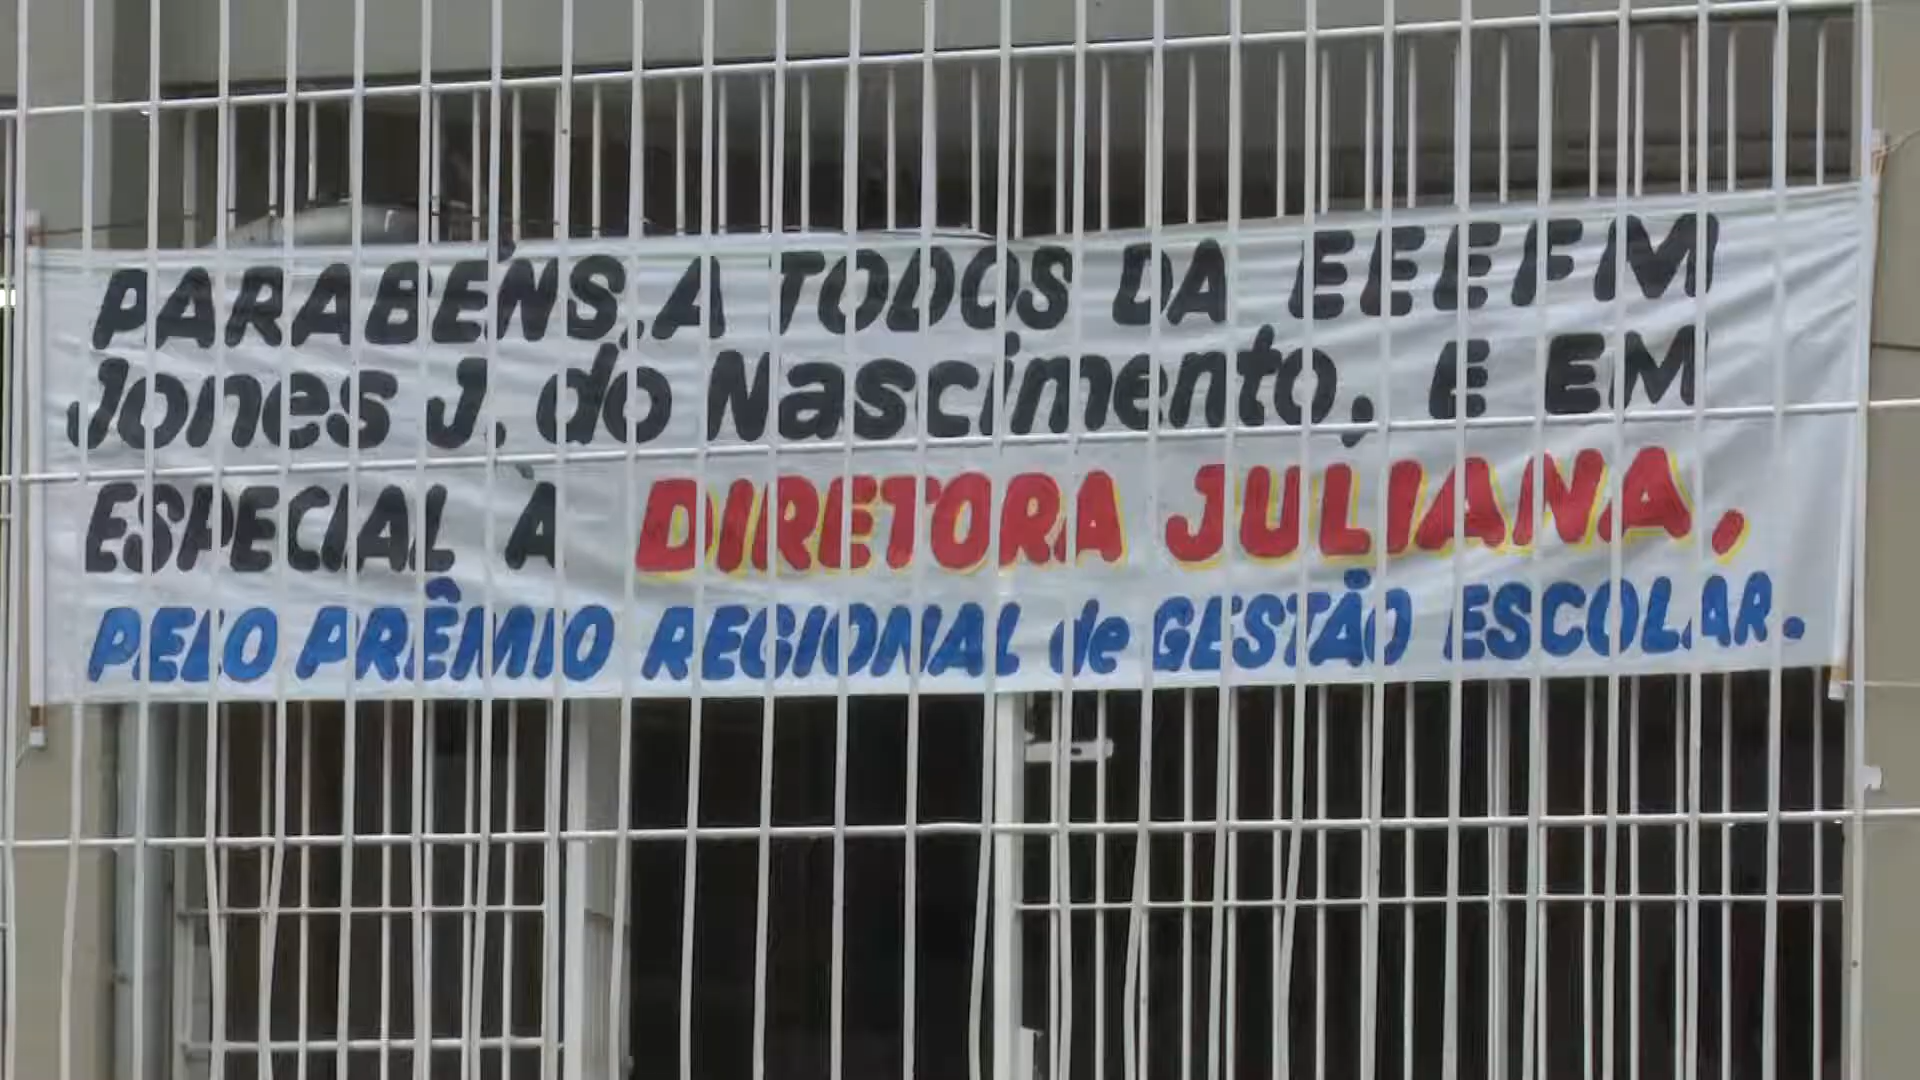 PARABÉNS, A TODOS DA EEEFM
Jones J. do Nascimento, E EM
ESPECIAL À DIRETORA JULIANA,
PELO PRÊMIO REGIONAL de GESTÃO ESCOLAR.